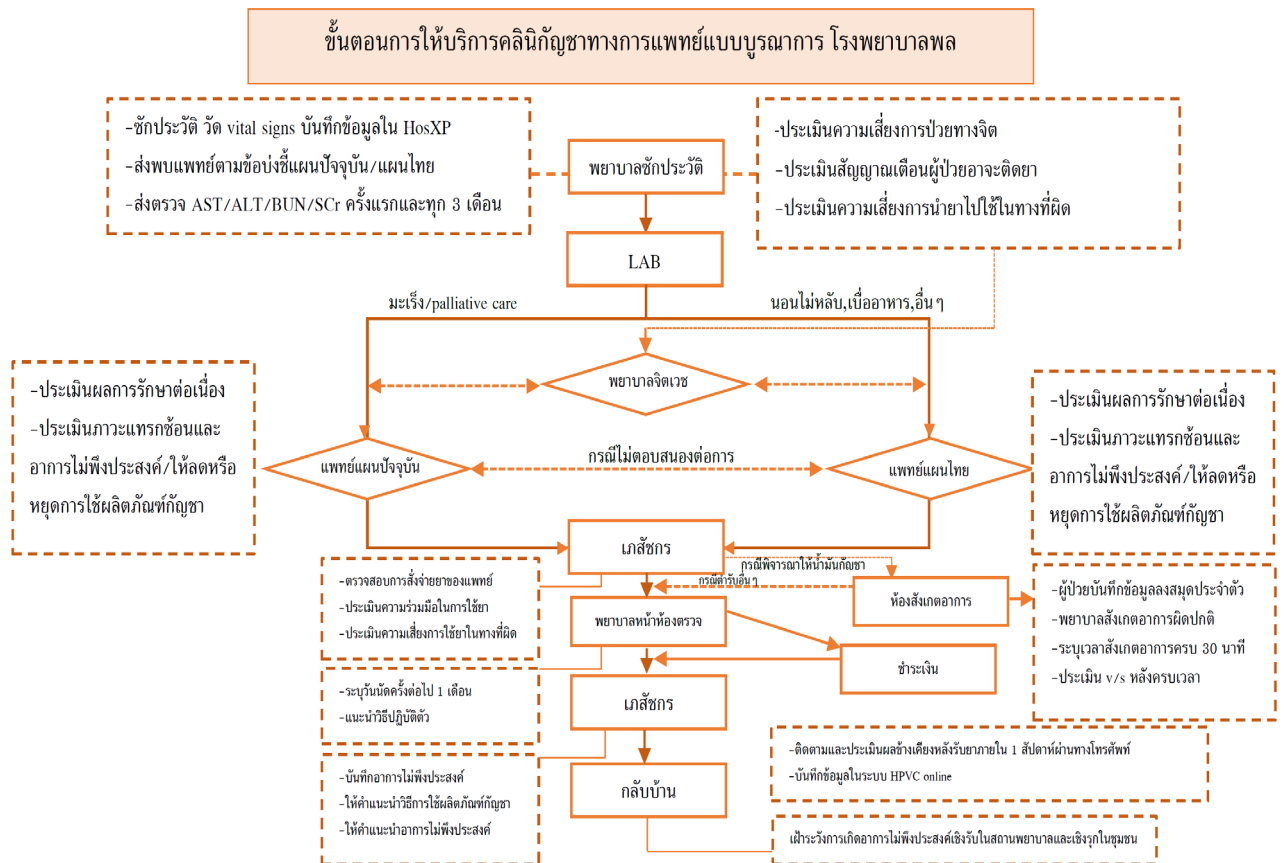 ขั้นตอนการให้บริการคลินิกัญชาทางการแพทย์แบบบูรณาการ โรงพยาบาลพล
-ซักประวัติ วัด vital signs บันทึกข้อมูลใน HosXP
-ส่งพบแพทย์ตามข้อบ่งชี้แผนปัจจุบัน/แผนไทย
-ส่งตรวจ AST/ALT/BUN/SCr ครั้งแรกและทุก 3 เดือน
พยาบาลซักประวัติ
-ประเมินความเสี่ยงการป่วยทางจิต
-ประเมินสัญญาณเตือนผู้ป่วยอาจะติดยา
-ประเมินความเสี่ยงการนำยาไปใช้ในทางที่ผิด
LAB
มะเร็ง/palliative care
นอนไม่หลับ,เบื่ออาหาร,อื่น ๆ
พยาบาลจิตเวช
-ประเมินผลการรักษาต่อเนื่อง
-ประเมินภาวะแทรกซ้อนและ
อาการไม่พึงประสงค์/ให้ลดหรือ
หยุดการใช้ผลิตภัณฑ์กัญชา
แพทย์แผนปัจจุบัน
กรณีไม่ตอบสนองต่อการ
แพทย์แผนไทย
-ประเมินผลการรักษาต่อเนื่อง
-ประเมินภาวะแทรกซ้อนและ
อาการไม่พึงประสงค์/ให้ลดหรือ
หยุดการใช้ผลิตภัณฑ์กัญชา
เภสัชกร
กรณีพิจารณาให้น้ำมันกัญชา
กรณีตำรับอื่น ๆ
-ตรวจสอบการสั่งจ่ายยาของแพทย์
-ประเมินความร่วมมือในการใช้ยา
-ประเมินความเสี่ยงการใช้ยาในทางที่ผิด
ห้องสังเกตอาการ
-ผู้ป่วยบันทึกข้อมูลลงสมุดประจำตัว
-พยาบาลสังเกตอาการผิดปกติ
-ระบุเวลาสังเกตอาการครบ 30 นาที
-ประเมิน v/s หลังครบเวลา
พยาบาลหน้าห้องตรวจ
ชำระเงิน
-ระบุวันนัดครั้งต่อไป 1 เดือน
-แนะนำวิธีปฏิบัติตัว
เภสัชกร
-บันทึกอาการไม่พึงประสงค์
-ให้คำแนะนำวิธีการใช้ผลิตภัณฑ์กัญชา
-ให้คำแนะนำอาการไม่พึงประสงค์
กลับบ้าน
-ติดตามและประเมินผลข้างเคียงหลังรับยาภายใน 1 สัปดาห์ผ่านทางโทรศัพท์
-บันทึกข้อมูลในระบบ HPVC online
เฝ้าระวังการเกิดอาการไม่พึงประสงค์เชิงรับในสถานพยาบาลและเชิงรุกในชุมชน